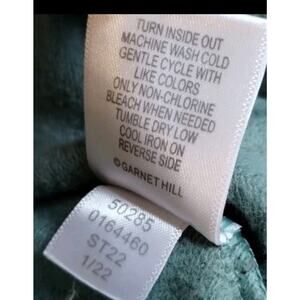 TURN INSIDE OUT
MACHINE WASH COLD
GENTLE CYCLE WITH
LIKE COLORS
ONLY NON-CHLORINE
BLEACH WHEN NEEDED
TUMBLE DRY LOW
COOL IRON ON
REVERSE SIDE
©GARNET HILL
50285
0164460
ST22
1/22